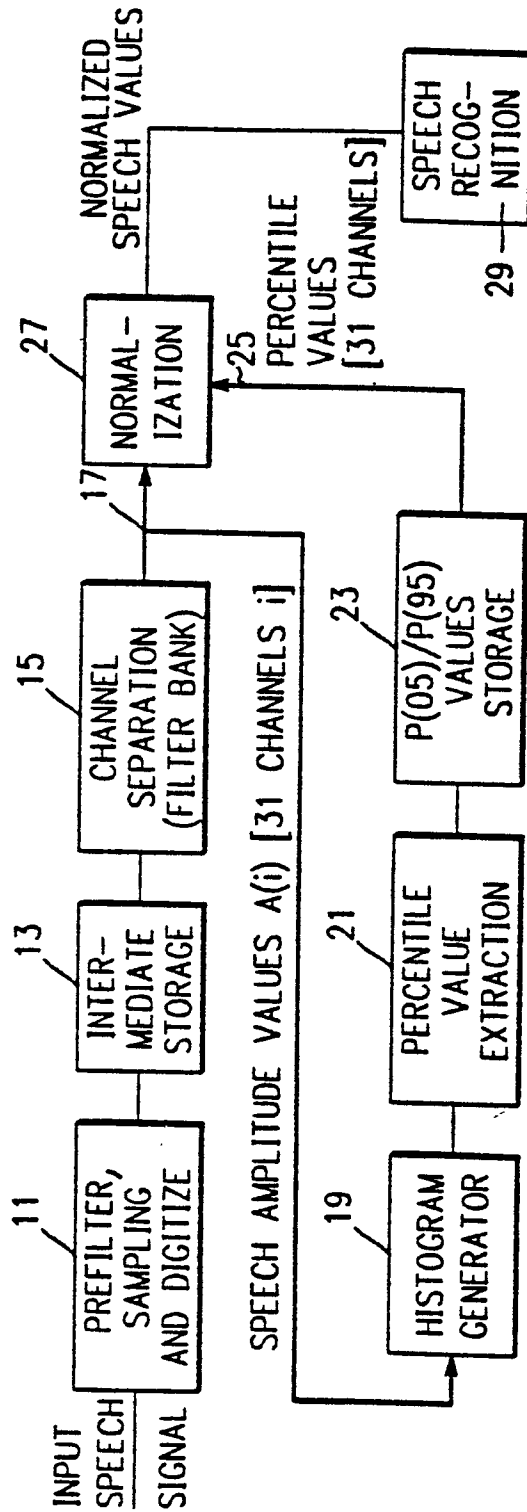 INPUT
SPEECH
SIGNAL
11
PREFILTER,
SAMPLING
AND DIGITIZE
13
INTER-
MEDIATE
STORAGE
15
CHANNEL
SEPARATION
(FILTER BANK)
17
27
NORMAL-
IZATION
NORMALIZED
SPEECH VALUES
25
PERCENTILE
VALUES
[31 CHANNELS]
SPEECH
RECOG-
NITION
29
SPEECH AMPLITUDE VALUES A(i) [31 CHANNELS i]
19
HISTOGRAM
GENERATOR
21
PERCENTILE
VALUE
EXTRACTION
23
P(05)/P(95)
VALUES
STORAGE